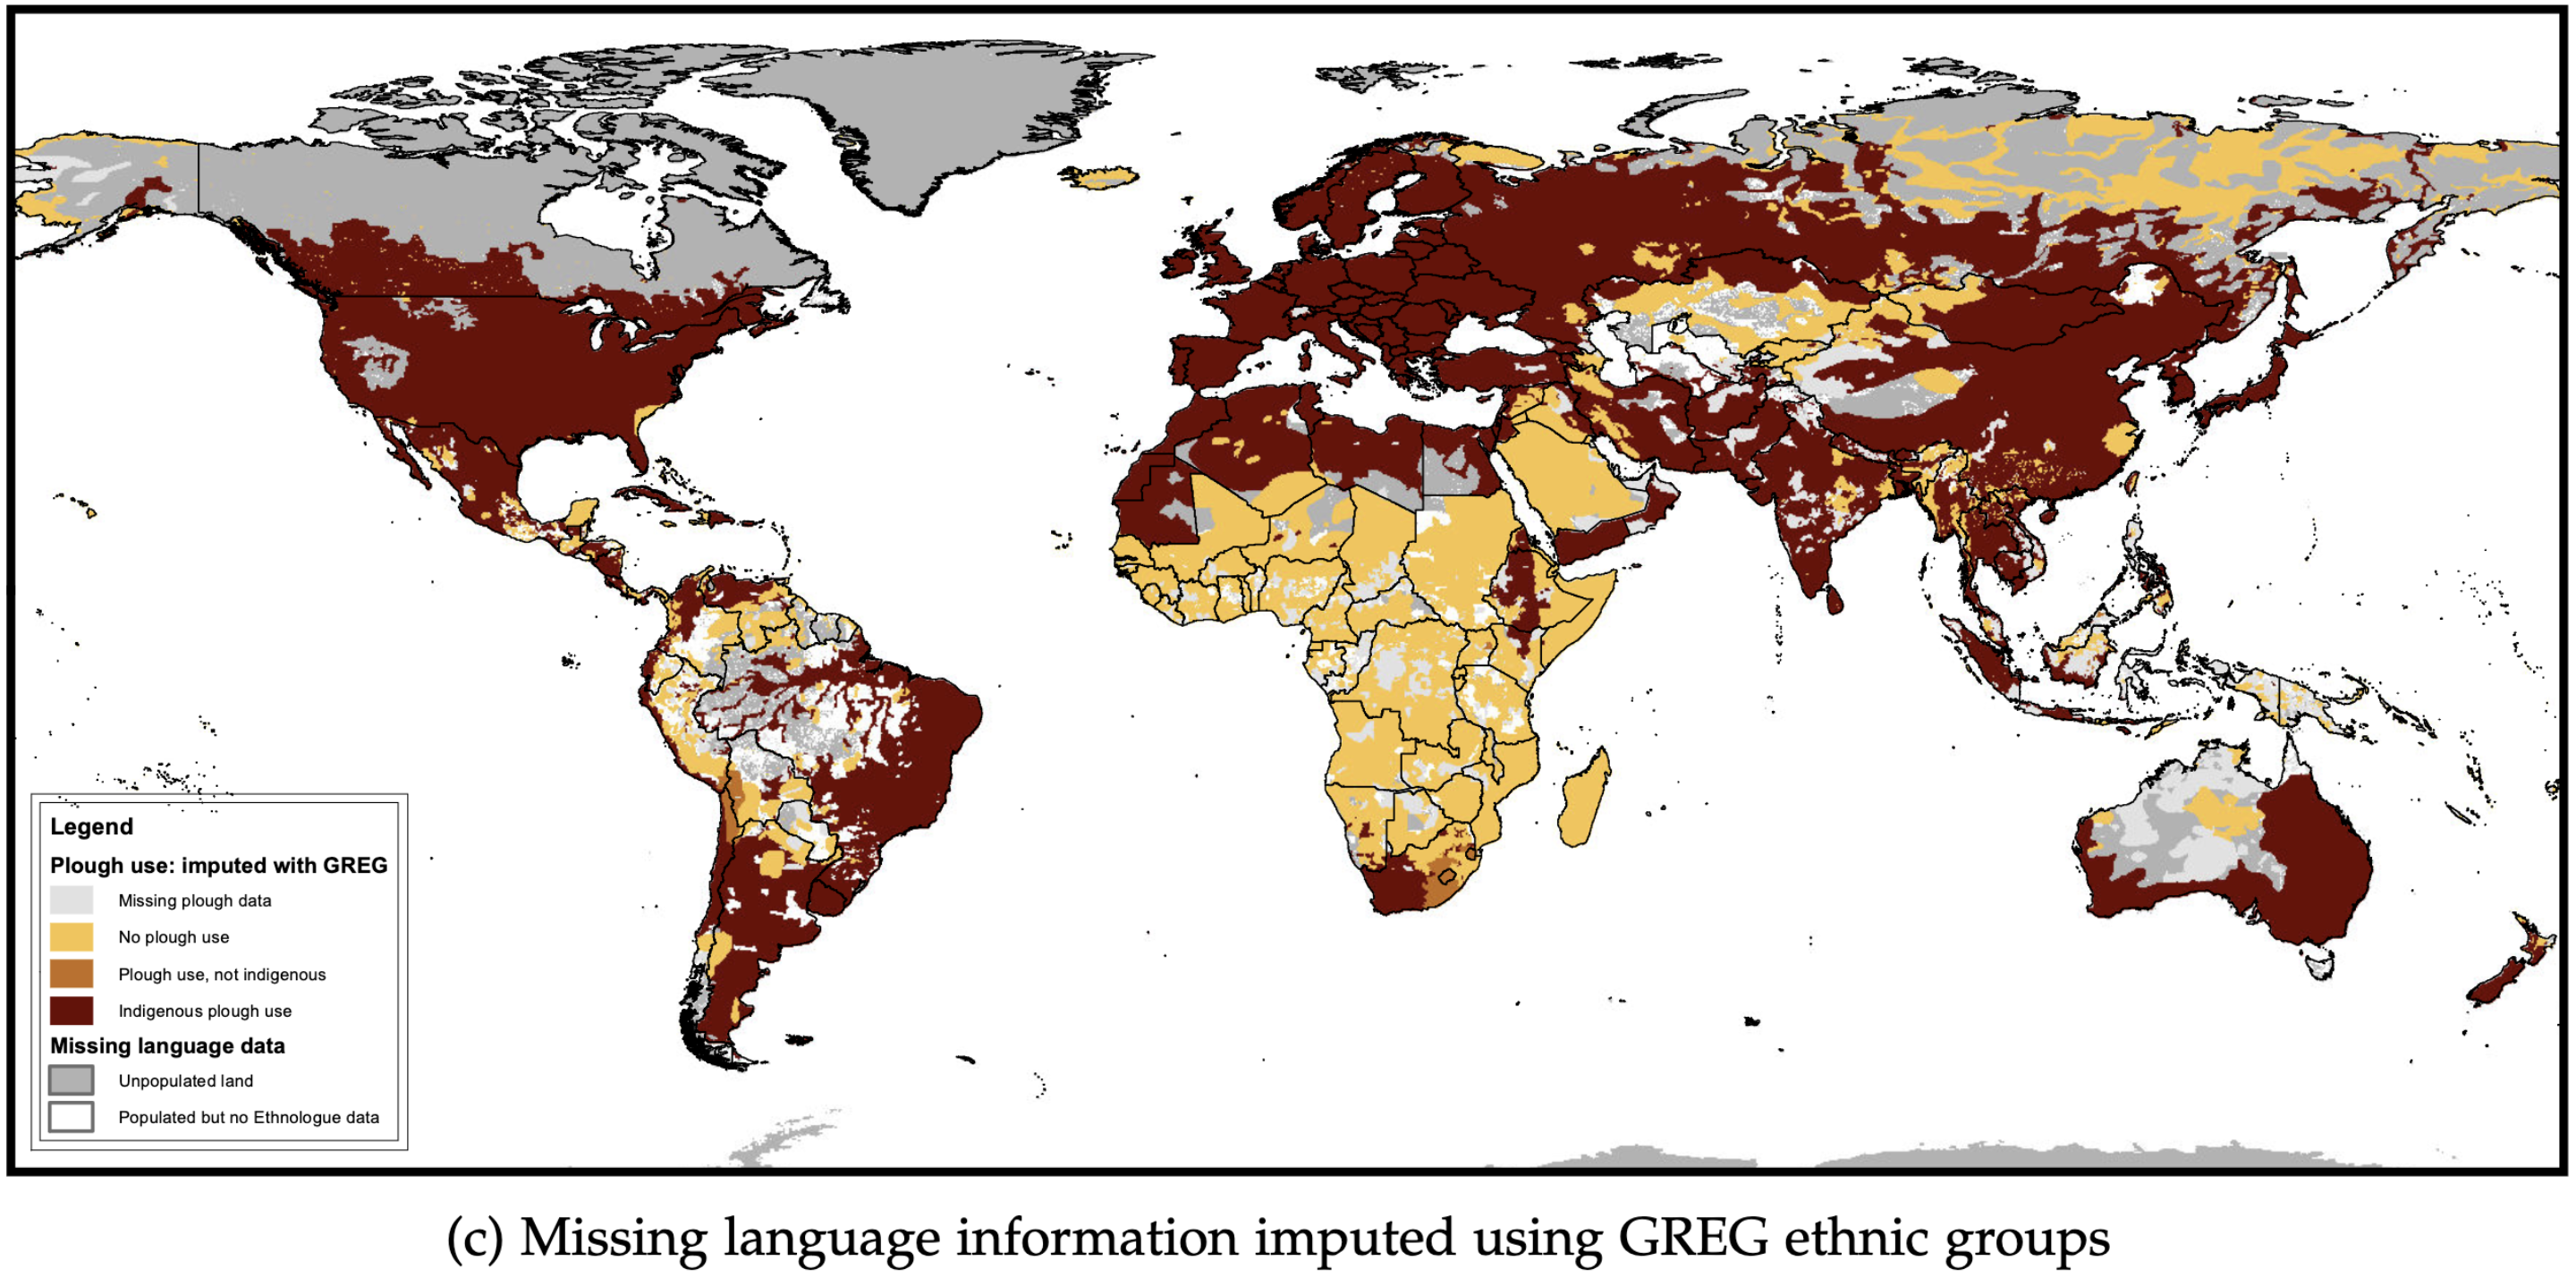 Legend
Plough use: imputed with GREG
Missing plough data
No plough use
Plough use, not indigenous
Indigenous plough use
Missing language data
Unpopulated land
Populated but no Ethnologue data
(c) Missing language information imputed using GREG ethnic groups